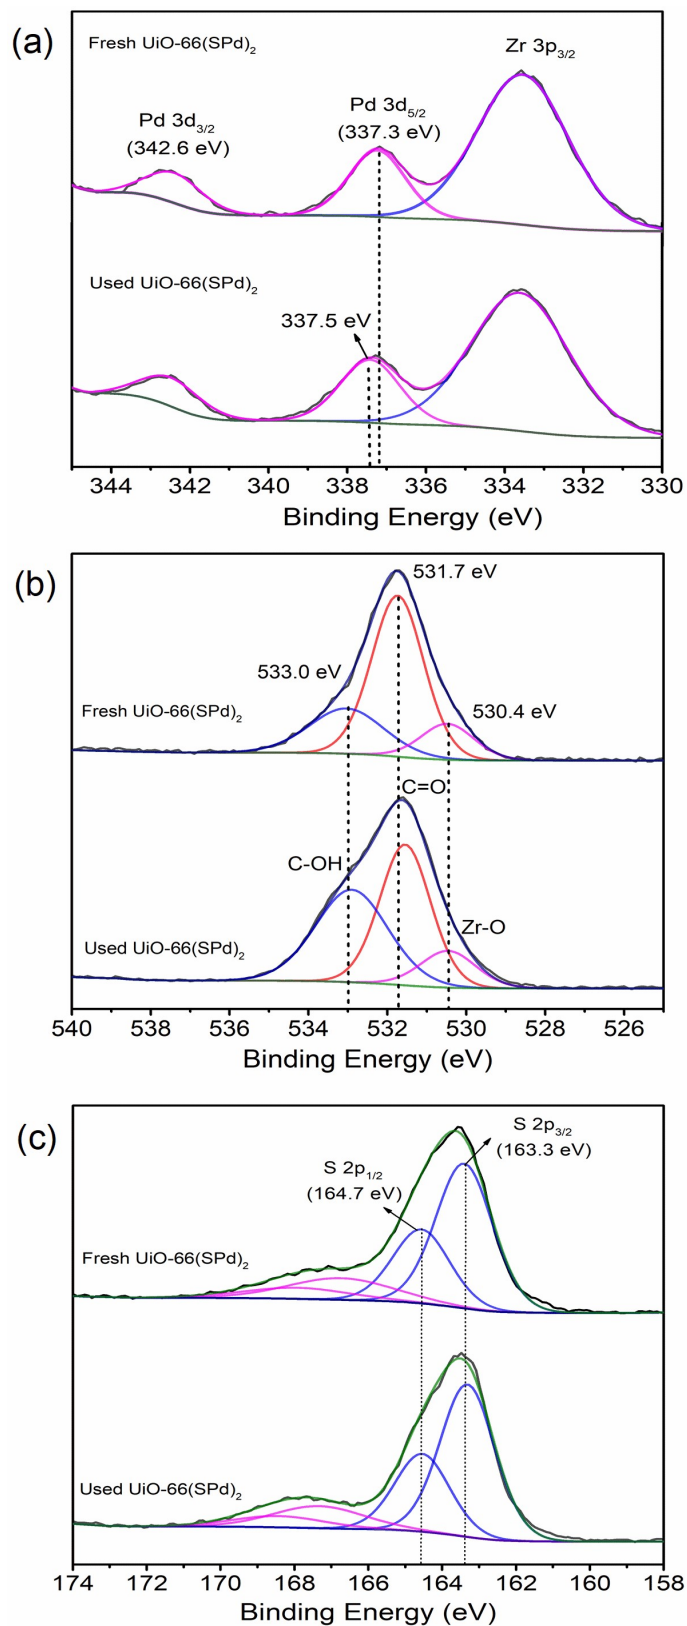 (a)
Fresh UiO-66(SPd)₂
Zr 3p₃/₂
Pd 3d₃/₂
(342.6 eV)
Pd 3d₅/₂
(337.3 eV)
Used UiO-66(SPd)₂
337.5 eV
344 342 340 338 336 334 332 330
Binding Energy (eV)
(b)
531.7 eV
533.0 eV
530.4 eV
Fresh UiO-66(SPd)₂
C=O
C-OH
Zr-O
Used UiO-66(SPd)₂
540 538 536 534 532 530 528 526
Binding Energy (eV)
(c)
S 2p₃/₂
(163.3 eV)
S 2p₁/₂
(164.7 eV)
Fresh UiO-66(SPd)₂
Used UiO-66(SPd)₂
174 172 170 168 166 164 162 160 158
Binding Energy (eV)